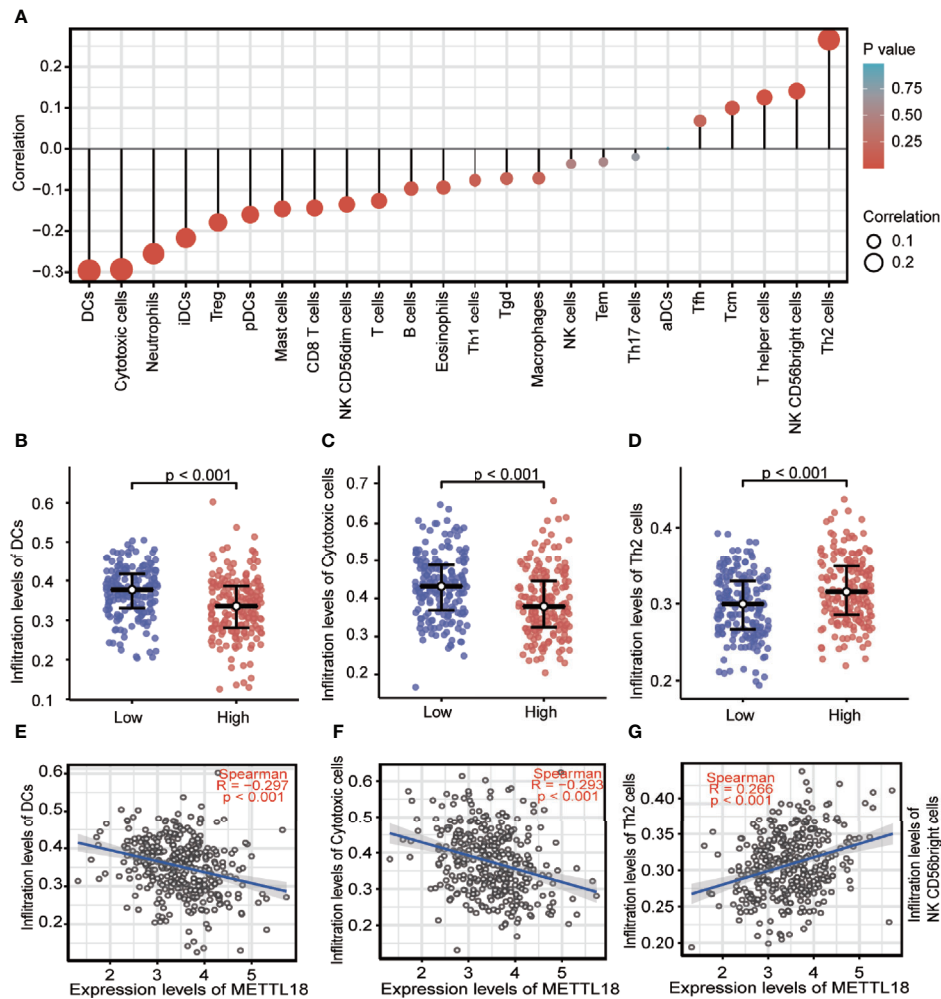 A
Correlation
0.2
0.1
0.0
−0.1
−0.2
−0.3
DCs
Cytotoxic cells
Neutrophils
iDCs
Treg
pDCs
Mast cells
CD8 T cells
NK CD56dim cells
T cells
B cells
Eosinophils
Th1 cells
Tgd
Macrophages
NK cells
Tem
Th17 cells
aDCs
Tfh
Tcm
T helper cells
NK CD56bright cells
Th2 cells
P value
0.75
0.50
0.25
Correlation
0.1
0.2
B
Infiltration levels of DCs
p < 0.001
0.6
0.5
0.4
0.3
0.2
0.1
Low
High
C
Infiltration levels of Cytotoxic cells
p < 0.001
0.7
0.6
0.5
0.4
0.3
0.2
Low
High
D
Infiltration levels of Th2 cells
p < 0.001
0.4
0.3
0.2
Low
High
E
Infiltration levels of DCs
Spearman
R = −0.297
p < 0.001
0.6
0.5
0.4
0.3
0.2
2
3
4
5
Expression levels of METTL18
F
Infiltration levels of Cytotoxic cells
Spearman
R = −0.293
p < 0.001
0.6
0.5
0.4
0.3
0.2
2
3
4
5
Expression levels of METTL18
G
Infiltration levels of Th2 cells
Spearman
R = 0.266
p < 0.001
0.40
0.35
0.30
0.25
0.20
2
3
4
5
Expression levels of METTL18
Infiltration levels of
NK CD56bright cells